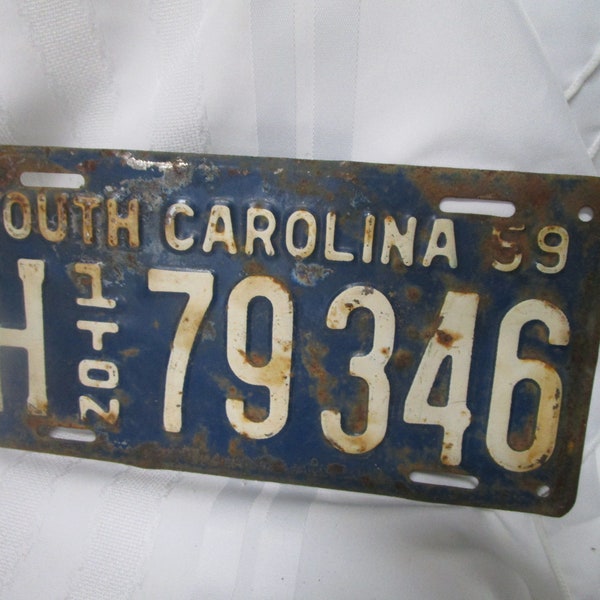 OUTH CAROLINA 59
H 1 TON 79346